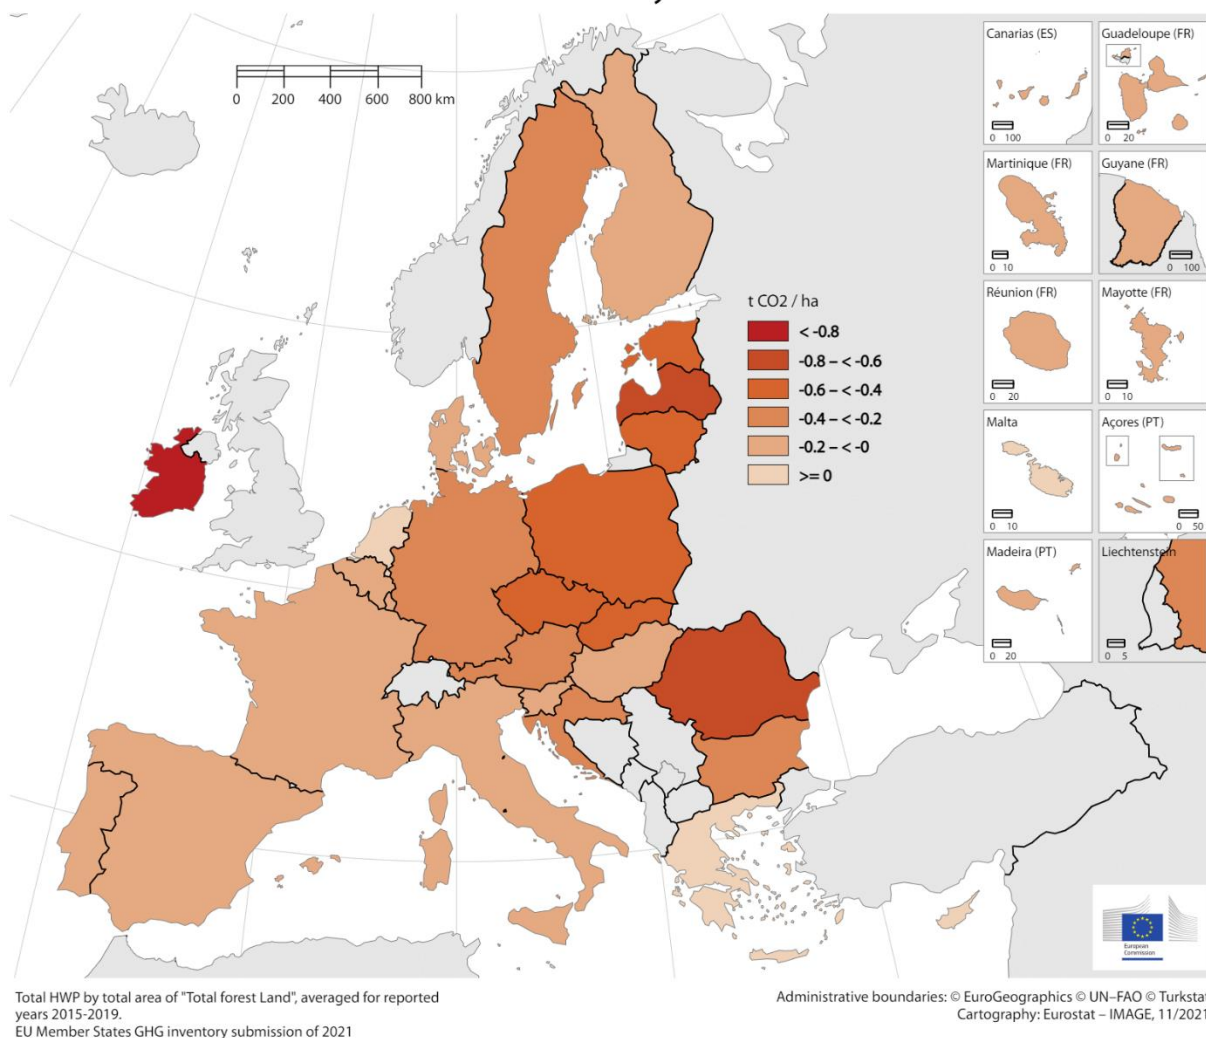 0 200 400 600 800 km
Canarias (ES)
0 100
Guadeloupe (FR)
0 20
Martinique (FR)
0 10
Guyane (FR)
0 100
Réunion (FR)
0 20
Mayotte (FR)
0 10
Malta
0 10
Açores (PT)
0 50
Madeira (PT)
0 20
Liechtenstein
0 5
t CO2 / ha
< -0.8
-0.8 – < -0.6
-0.6 – < -0.4
-0.4 – < -0.2
-0.2 – < -0
>= 0
European
Commission
Total HWP by total area of "Total forest Land", averaged for reported
years 2015-2019.
EU Member States GHG inventory submission of 2021
Administrative boundaries: © EuroGeographics © UN–FAO © Turkstat
Cartography: Eurostat – IMAGE, 11/2021